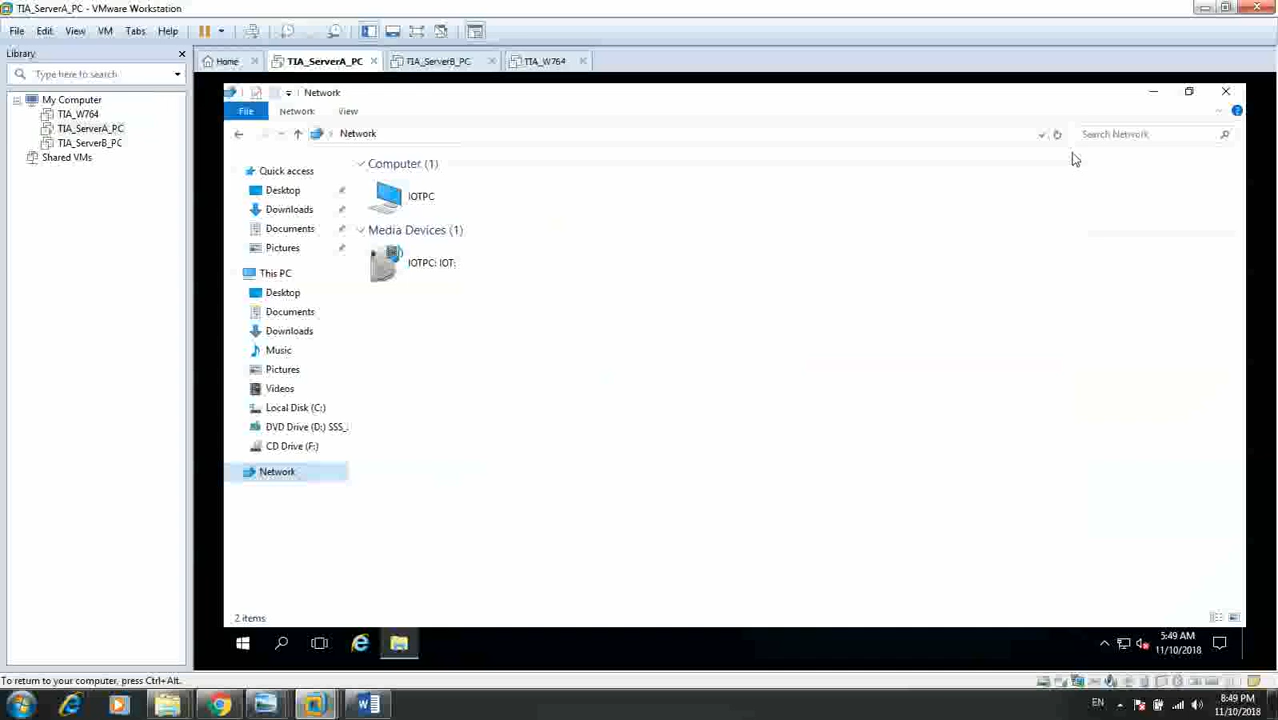 TIA_ServerA_PC - VMware Workstation
File Edit View VM Tabs Help
Library
Type here to search
My Computer
TIA_W764
TIA_ServerA_PC
TIA_ServerB_PC
Shared VMs
Home TIA_ServerA_PC TIA_ServerB_PC TIA_W764
Network
File Network View
Network
Search Network
Quick access
Desktop
Downloads
Documents
Pictures
This PC
Desktop
Documents
Downloads
Music
Pictures
Videos
Local Disk (C:)
DVD Drive (D:) SSS_
CD Drive (F:)
Network
Computer (1)
IOTPC
Media Devices (1)
IOTPC: IOT:
2 items
5:49 AM
11/10/2018
To return to your computer, press Ctrl+Alt.
EN
8:49 PM
11/10/2018